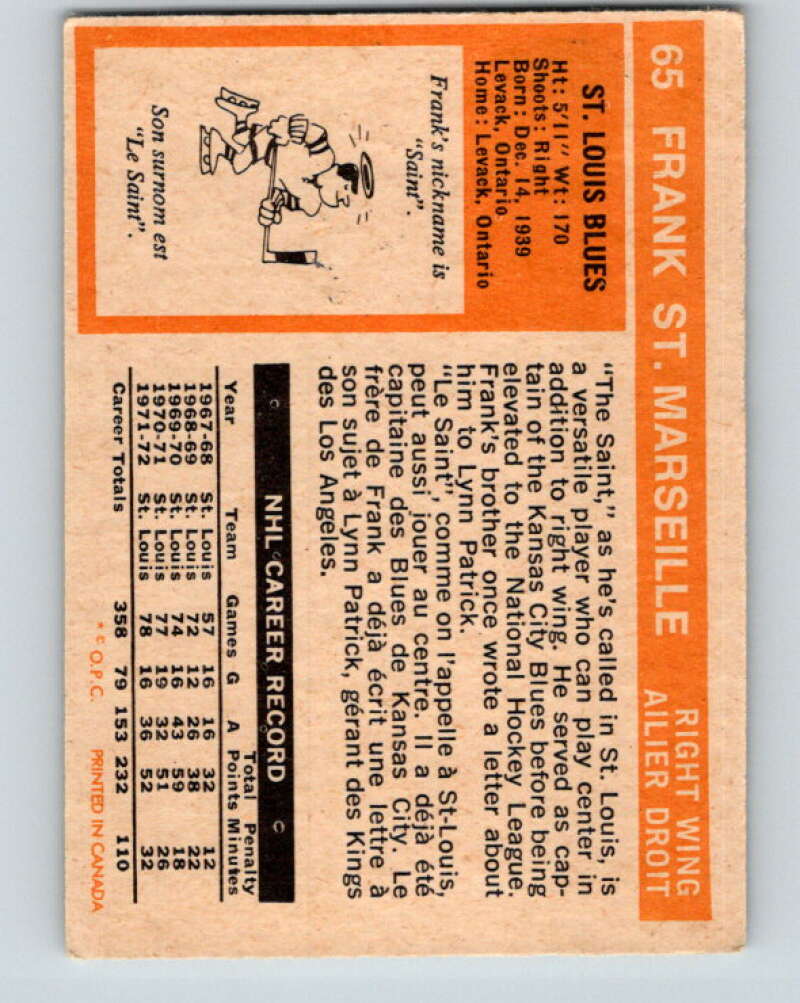 65 FRANK ST. MARSEILLE
RIGHT WING
AILIER DROIT
ST. LOUIS BLUES
Ht: 5'11" Wt: 170
Shoots: Right
Born: Dec. 14, 1939
Levack, Ontario
Home: Levack, Ontario
Frank's nickname is
"Saint".
Son surnom est
"Le Saint".
"The Saint," as he's called in St. Louis, is
a versatile player who can play center in
addition to right wing. He served as cap-
tain of the Kansas City Blues before being
elevated to the National Hockey League.
Frank's brother once wrote a letter about
him to Lynn Patrick.
"Le Saint", comme on l'appelle à St-Louis,
peut aussi jouer au centre. Il a déjà été
capitaine des Blues de Kansas City. Le
frère de Frank a déjà écrit une lettre à
son sujet à Lynn Patrick, gérant des Kings
des Los Angeles.
NHL CAREER RECORD
Total Penalty
Year Team Games G A Points Minutes
1967-68 St. Louis 57 16 16 32 12
1968-69 St. Louis 72 12 26 38 22
1969-70 St. Louis 74 16 43 59 18
1970-71 St. Louis 77 19 32 51 26
1971-72 St. Louis 78 16 36 52 32
Career Totals 358 79 153 232 110
* © O.P.C. PRINTED IN CANADA